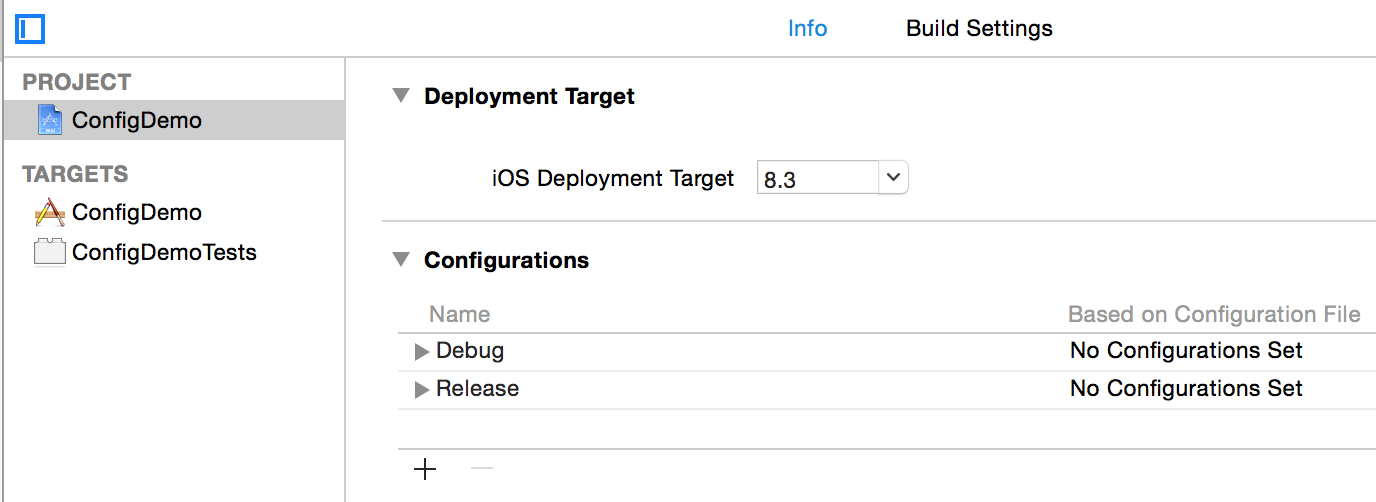 Info Build Settings
PROJECT
ConfigDemo
TARGETS
ConfigDemo
ConfigDemoTests
Deployment Target
iOS Deployment Target 8.3
Configurations
Name Based on Configuration File
Debug No Configurations Set
Release No Configurations Set